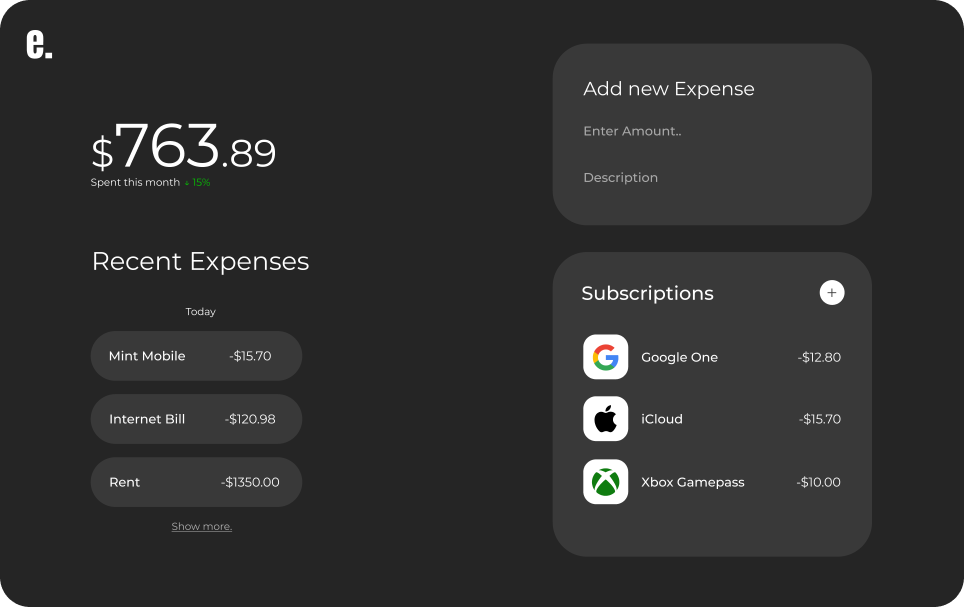 e.
$763.89
Spent this month ↓ 15%
Recent Expenses
Today
Mint Mobile -$15.70
Internet Bill -$120.98
Rent -$1350.00
Show more.
Add new Expense
Enter Amount..
Description
Subscriptions +
Google One -$12.80
iCloud -$15.70
Xbox Gamepass -$10.00